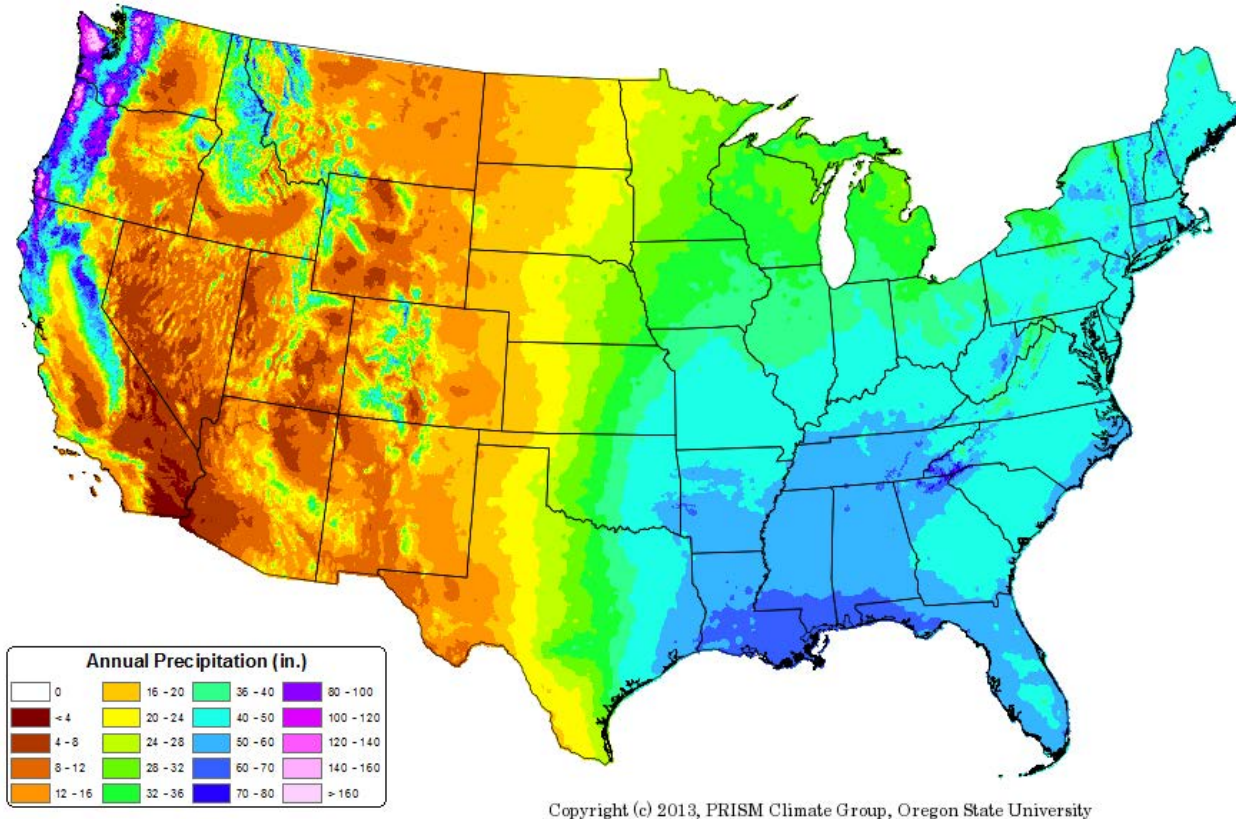 Annual Precipitation (in.)
0 16 - 20 36 - 40 80 - 100
< 4 20 - 24 40 - 50 100 - 120
4 - 8 24 - 28 50 - 60 120 - 140
8 - 12 28 - 32 60 - 70 140 - 160
12 - 16 32 - 36 70 - 80 > 160
Copyright (c) 2013, PRISM Climate Group, Oregon State University